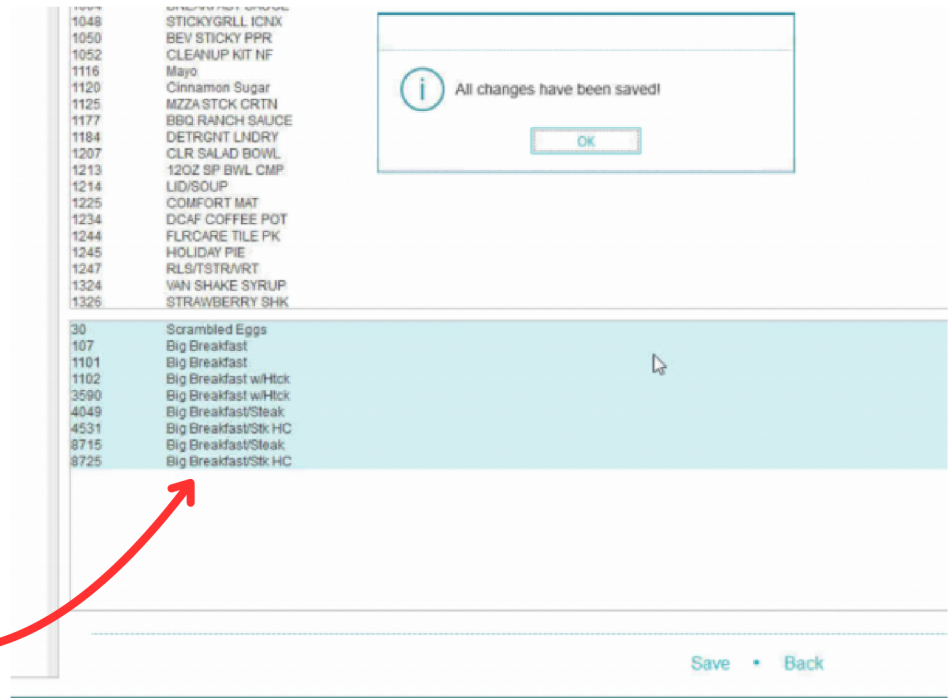 1048 STICKYGRLL ICNX
1050 BEV STICKY PPR
1052 CLEANUP KIT NF
1116 Mayo
1120 Cinnamon Sugar
1125 MZZA STCK CRTN
1177 BBQ RANCH SAUCE
1184 DETRGNT LNDRY
1207 CLR SALAD BOWL
1213 12OZ SP BWL CMP
1214 LID/SOUP
1225 COMFORT MAT
1234 DCAF COFFEE POT
1244 FLRCARE TILE PK
1245 HOLIDAY PIE
1247 RLS/TSTR/VRT
1324 VAN SHAKE SYRUP
1326 STRAWBERRY SHK
All changes have been saved!
OK
30 Scrambled Eggs
107 Big Breakfast
1101 Big Breakfast
1102 Big Breakfast w/Htck
3590 Big Breakfast w/Htck
4049 Big Breakfast/Steak
4531 Big Breakfast/Stk HC
8715 Big Breakfast/Steak
8725 Big Breakfast/Stk HC
Save • Back